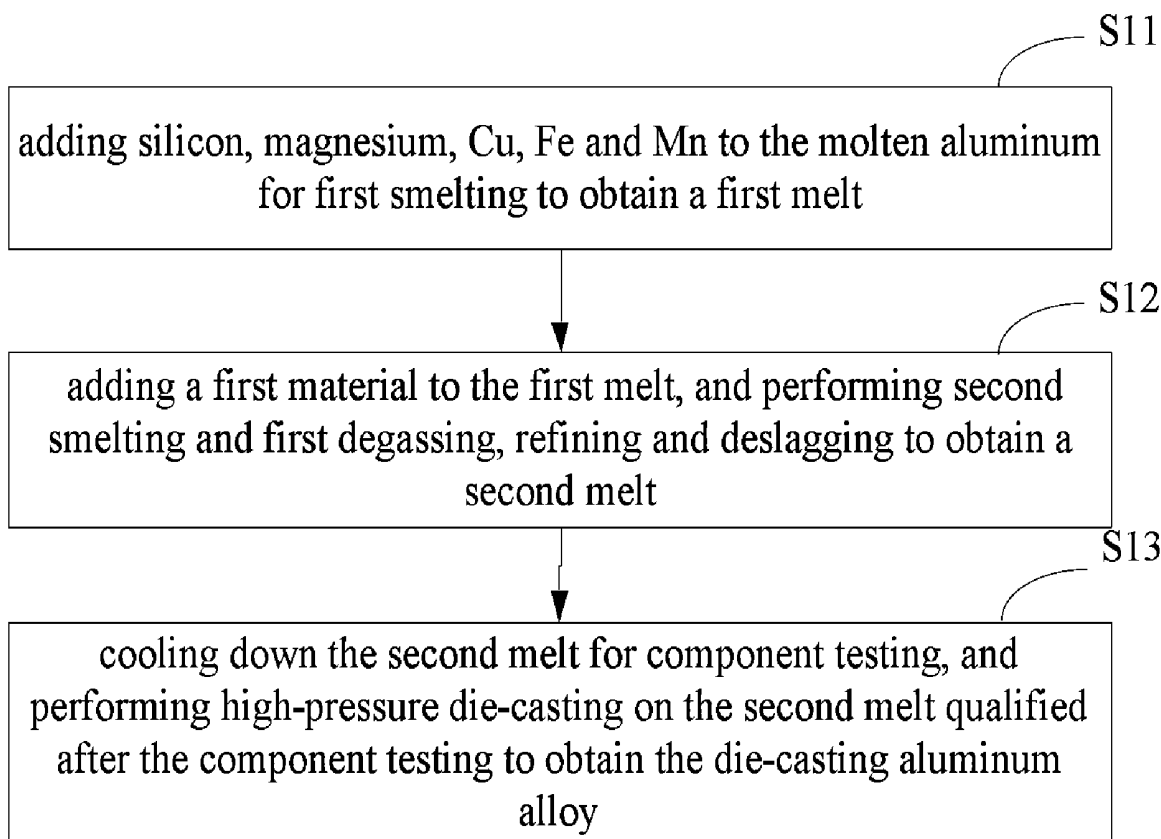 S11
adding silicon, magnesium, Cu, Fe and Mn to the molten aluminum
for first smelting to obtain a first melt
S12
adding a first material to the first melt, and performing second
smelting and first degassing, refining and deslagging to obtain a
second melt
S13
cooling down the second melt for component testing, and
performing high-pressure die-casting on the second melt qualified
after the component testing to obtain the die-casting aluminum
alloy